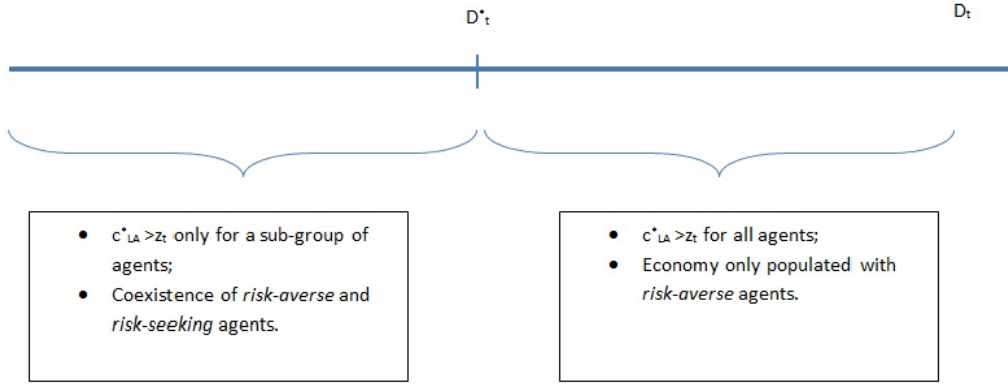 D*t
Dt
● c*LA >zt only for a sub-group of
agents;
● Coexistence of risk-averse and
risk-seeking agents.
● c*LA >zt for all agents;
● Economy only populated with
risk-averse agents.